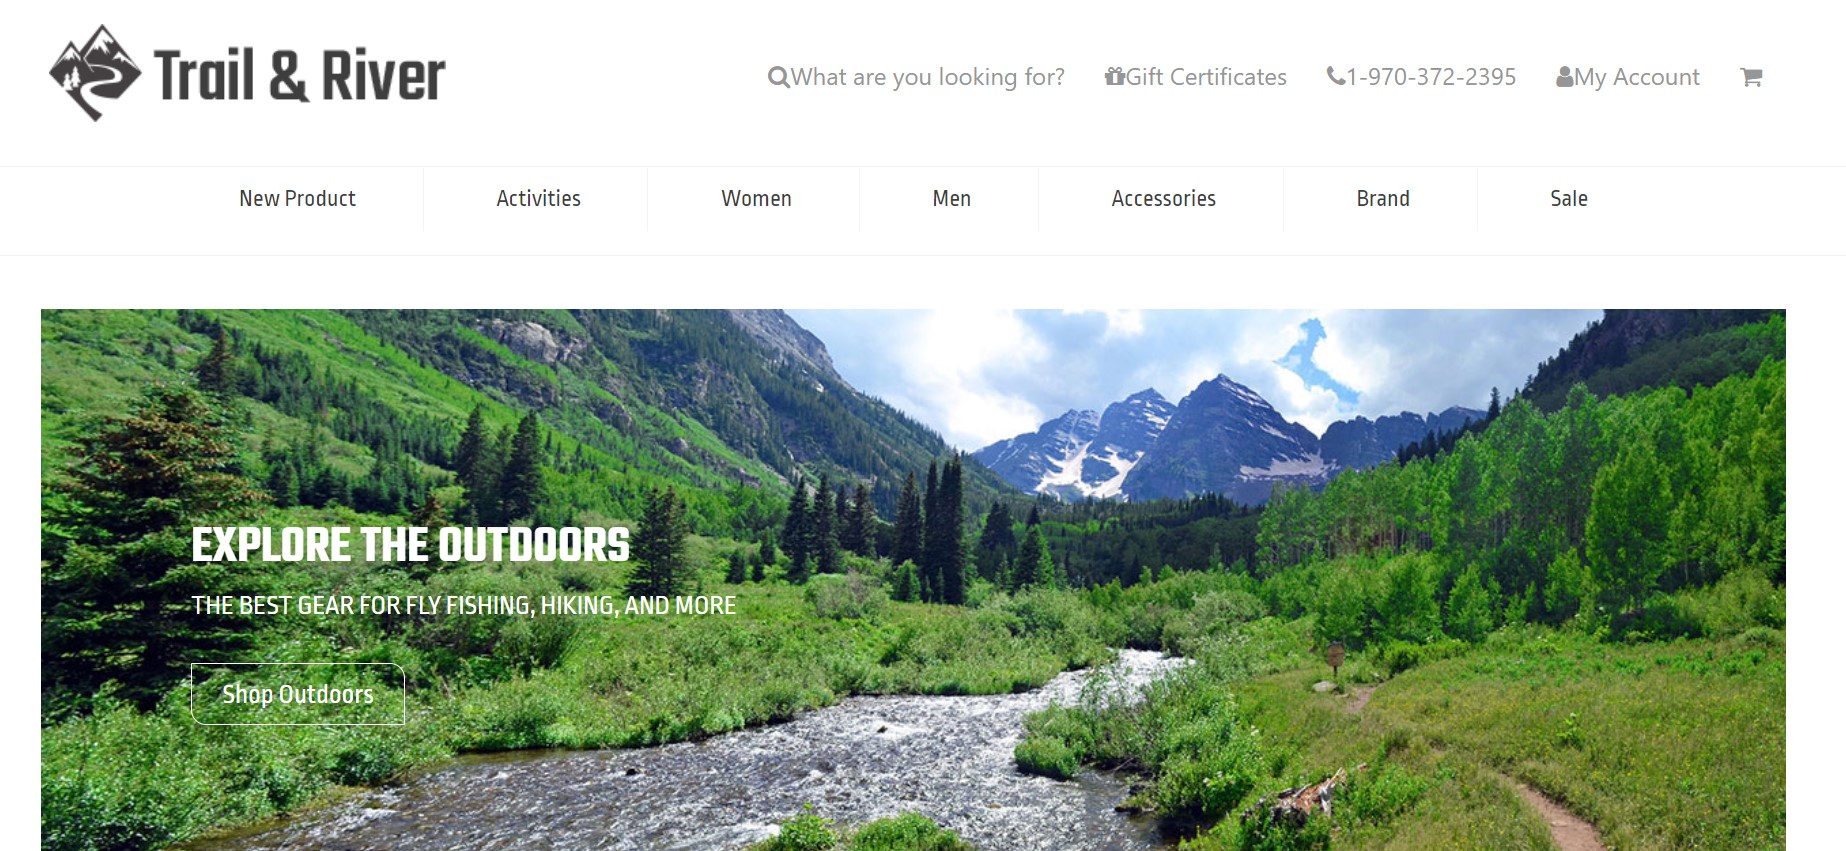 Trail & River
What are you looking for? Gift Certificates 1-970-372-2395 My Account
New Product Activities Women Men Accessories Brand Sale
EXPLORE THE OUTDOORS
THE BEST GEAR FOR FLY FISHING, HIKING, AND MORE
Shop Outdoors